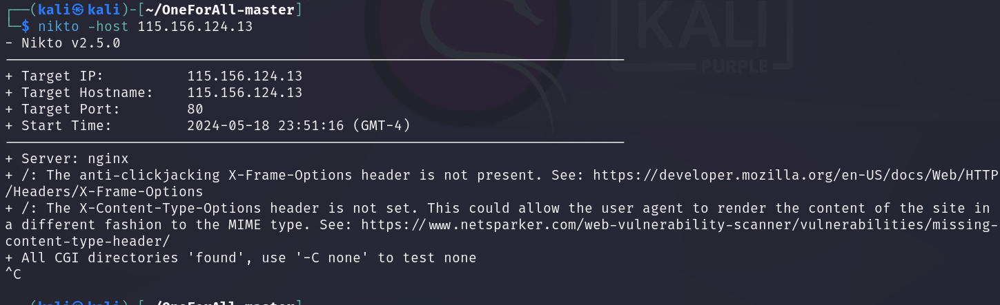 ┌──(kali㉿kali)-[~/OneForAll-master]
└─$ nikto -host 115.156.124.13
- Nikto v2.5.0
---------------------------------------------------------------------------
+ Target IP:          115.156.124.13
+ Target Hostname:    115.156.124.13
+ Target Port:        80
+ Start Time:         2024-05-18 23:51:16 (GMT-4)
---------------------------------------------------------------------------
+ Server: nginx
+ /: The anti-clickjacking X-Frame-Options header is not present. See: https://developer.mozilla.org/en-US/docs/Web/HTTP
/Headers/X-Frame-Options
+ /: The X-Content-Type-Options header is not set. This could allow the user agent to render the content of the site in
a different fashion to the MIME type. See: https://www.netsparker.com/web-vulnerability-scanner/vulnerabilities/missing-
content-type-header/
+ All CGI directories 'found', use '-C none' to test none
^C
┌──(kali㉿kali)-[~/OneForAll-master]
KALI
PURPLE